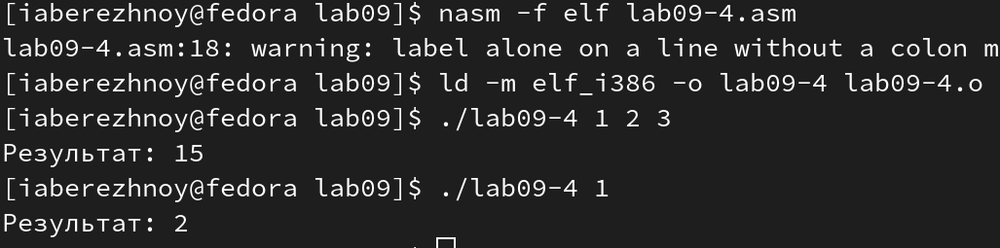 [iaberezhnoy@fedora lab09]$ nasm -f elf lab09-4.asm
lab09-4.asm:18: warning: label alone on a line without a colon m
[iaberezhnoy@fedora lab09]$ ld -m elf_i386 -o lab09-4 lab09-4.o
[iaberezhnoy@fedora lab09]$ ./lab09-4 1 2 3
Результат: 15
[iaberezhnoy@fedora lab09]$ ./lab09-4 1
Результат: 2